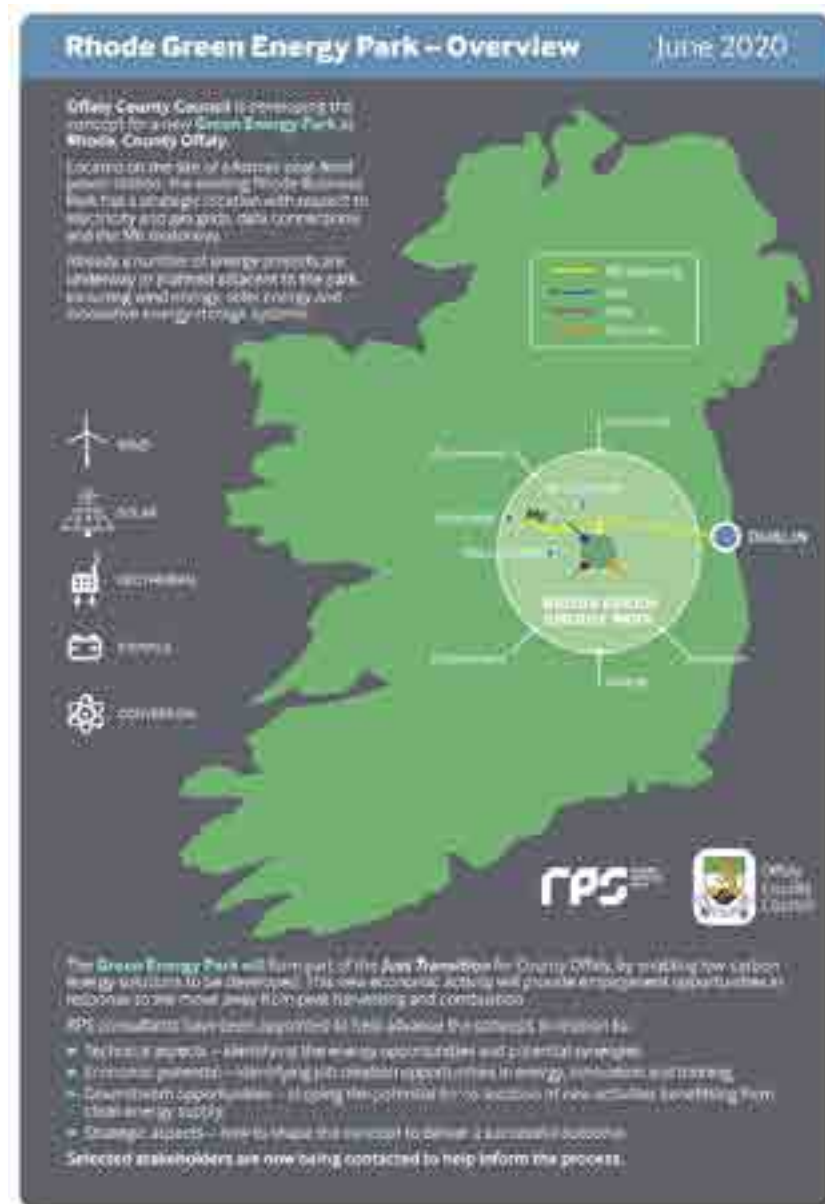 Rhode Green Energy Park – Overview June 2020
Offaly County Council is developing the
concept for a new Green Energy Park at
Rhode, County Offaly.
Located on the site of a former peat-fired
power station, the existing Rhode Business
Park has a strategic location with respect to
electricity and gas grids, data connections
and the M6 motorway.
Already a number of energy projects are
underway or planned adjacent to the park,
including wind energy, solar energy and
innovative energy storage systems.
WIND
SOLAR
GEOTHERMAL
STORAGE
CONVERSION
M6
DUBLIN
RHODE GREEN
ENERGY PARK
rps
Offaly
County
Council
The Green Energy Park will form part of the Just Transition for County Offaly, by enabling low carbon
energy solutions to be developed. This new economic activity will provide employment opportunities in
response to the move away from peat harvesting and combustion.
RPS consultants have been appointed to help advance the concept, in relation to:
Technical aspects – identifying the energy opportunities and potential synergies
Economic potential – identifying job creation opportunities in energy, innovation and training
Downstream opportunities – scoping the potential for co-location of new activities benefitting from
clean energy supply
Strategic aspects – how to shape the concept to deliver a successful outcome
Selected stakeholders are now being contacted to help inform the process.